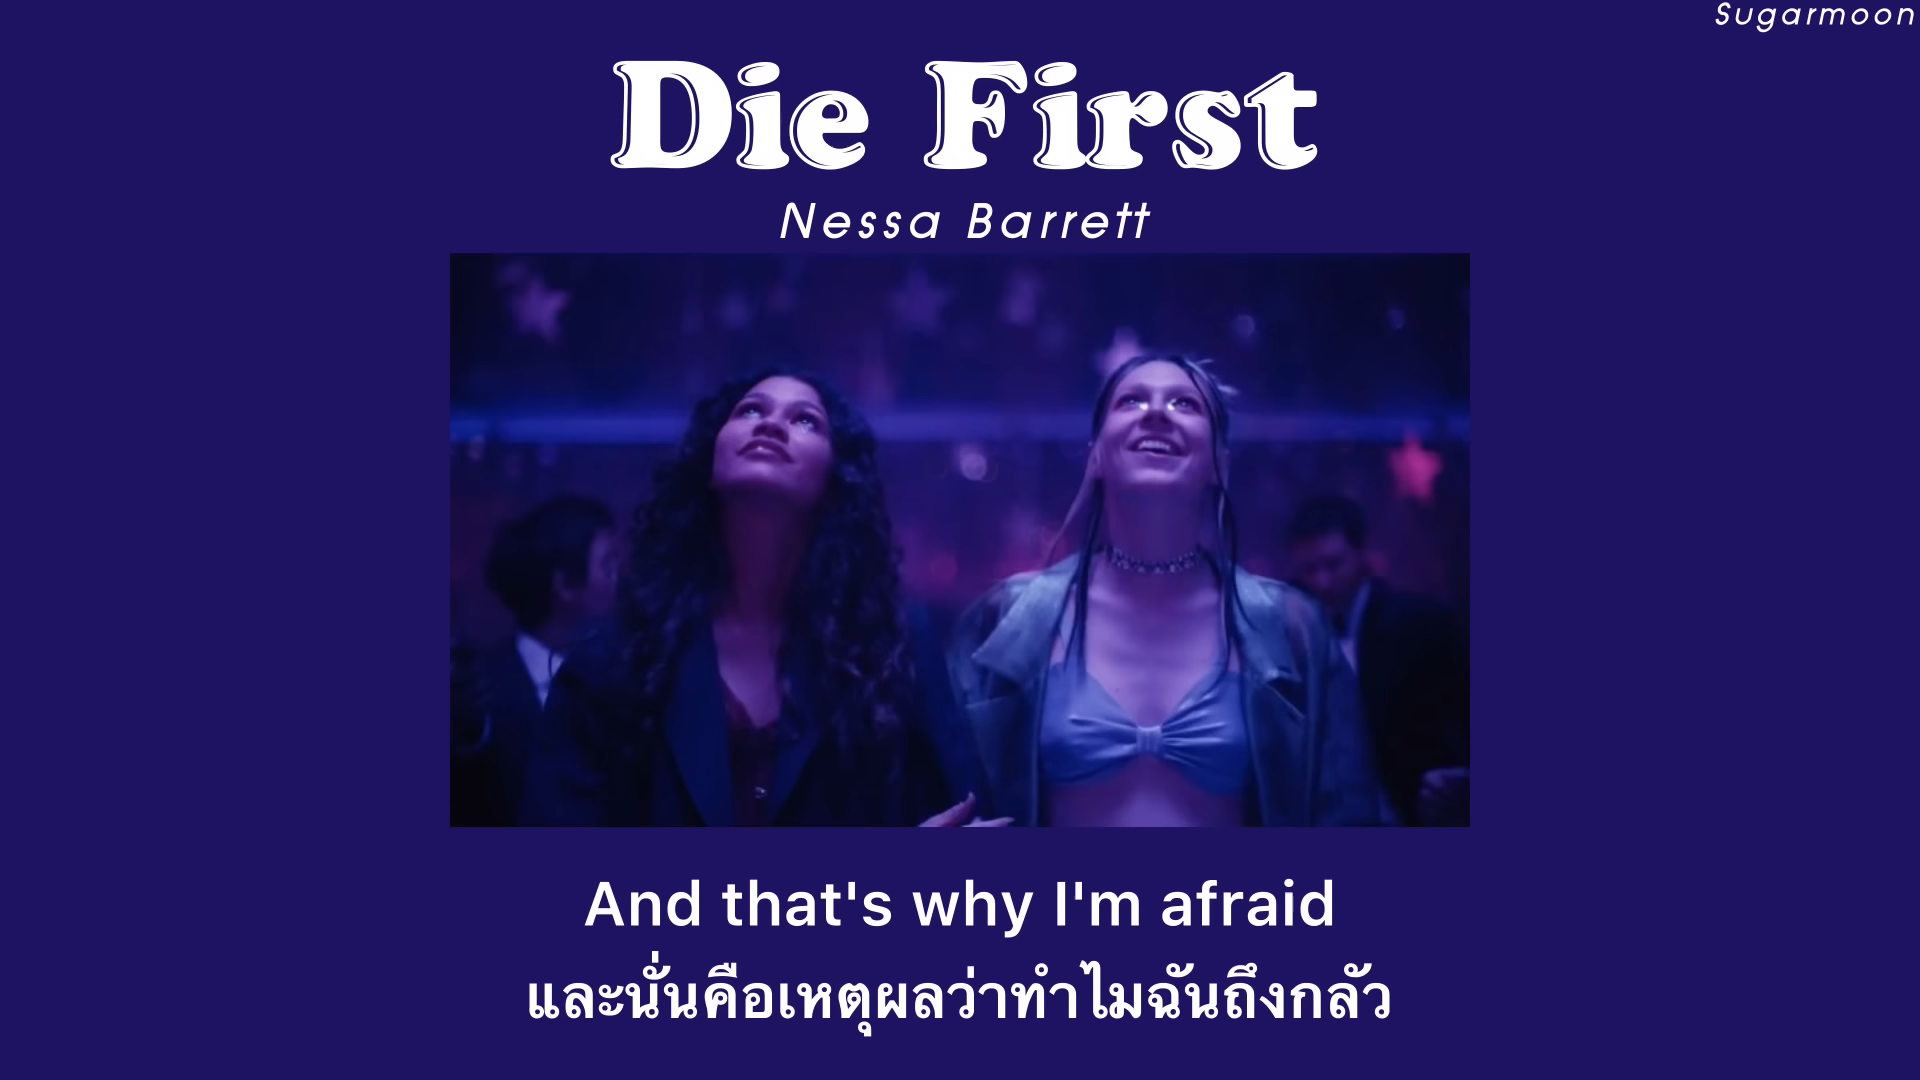 Sugarmoon
Die First
Nessa Barrett
And that's why I'm afraid
และนั่นคือเหตุผลว่าทำไมฉันถึงกลัว